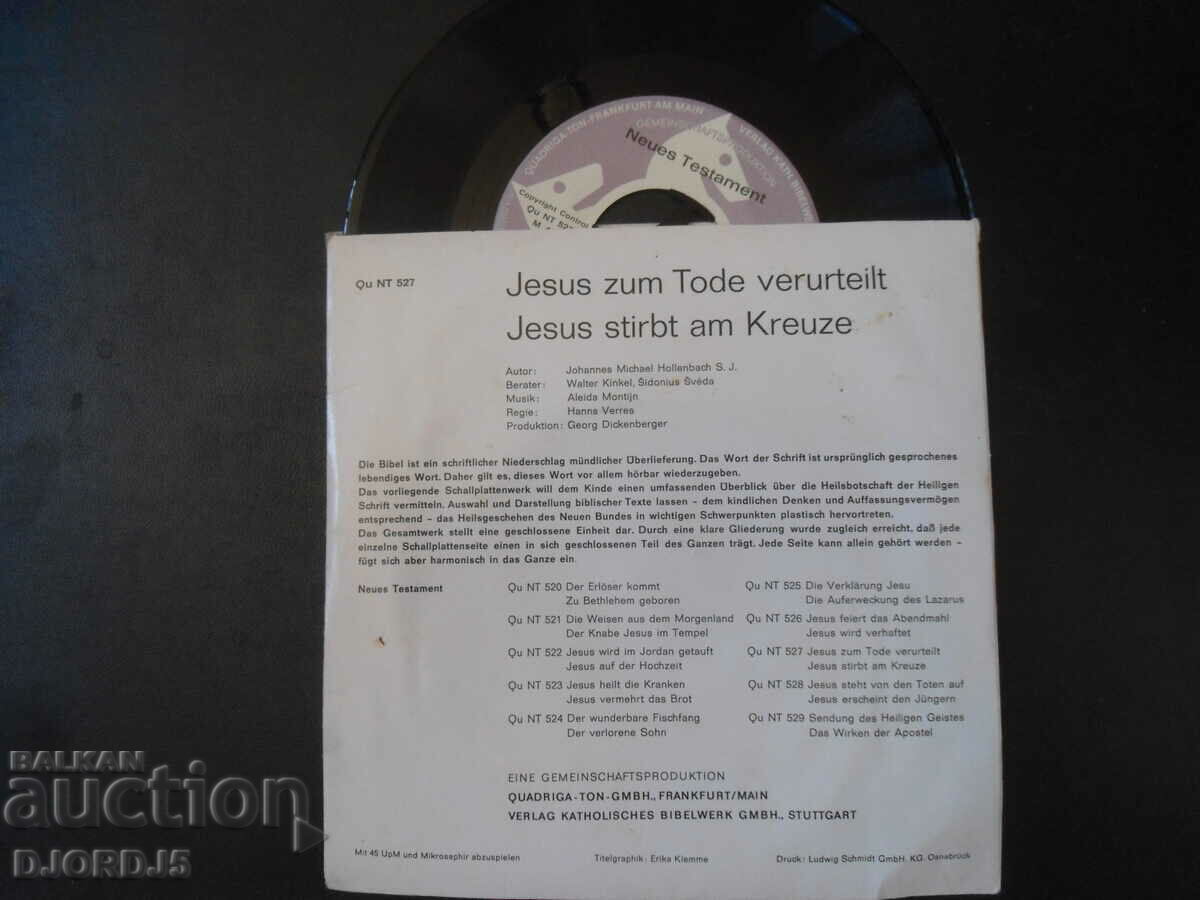 QUADRIGA-TON-FRANKFURT AM MAIN
VERLAG KATH. BIBELWE
GEMEINSCHAFTSPRODUKTION
Neues Testament
Copyright Control
Qu NT 527
M
Qu NT 527
Jesus zum Tode verurteilt
Jesus stirbt am Kreuze
Autor: Johannes Michael Hollenbach S. J.
Berater: Walter Kinkel, Šidonius Švéda
Musik: Aleida Montijn
Regie: Hanns Verres
Produktion: Georg Dickenberger
Die Bibel ist ein schriftlicher Niederschlag mündlicher Überlieferung. Das Wort der Schrift ist ursprünglich gesprochenes
lebendiges Wort. Daher gilt es, dieses Wort vor allem hörbar wiederzugeben.
Das vorliegende Schallplattenwerk will dem Kinde einen umfassenden Überblick über die Heilsbotschaft der Heiligen
Schrift vermitteln. Auswahl und Darstellung biblischer Texte lassen - dem kindlichen Denken und Auffassungsvermögen
entsprechend - das Heilsgeschehen des Neuen Bundes in wichtigen Schwerpunkten plastisch hervortreten.
Das Gesamtwerk stellt eine geschlossene Einheit dar. Durch eine klare Gliederung wurde zugleich erreicht, daß jede
einzelne Schallplattenseite einen in sich geschlossenen Teil des Ganzen trägt. Jede Seite kann allein gehört werden -
fügt sich aber harmonisch in das Ganze ein.
Neues Testament
Qu NT 520 Der Erlöser kommt
Zu Bethlehem geboren
Qu NT 521 Die Weisen aus dem Morgenland
Der Knabe Jesus im Tempel
Qu NT 522 Jesus wird im Jordan getauft
Jesus auf der Hochzeit
Qu NT 523 Jesus heilt die Kranken
Jesus vermehrt das Brot
Qu NT 524 Der wunderbare Fischfang
Der verlorene Sohn
Qu NT 525 Die Verklärung Jesu
Die Auferweckung des Lazarus
Qu NT 526 Jesus feiert das Abendmahl
Jesus wird verhaftet
Qu NT 527 Jesus zum Tode verurteilt
Jesus stirbt am Kreuze
Qu NT 528 Jesus steht von den Toten auf
Jesus erscheint den Jüngern
Qu NT 529 Sendung des Heiligen Geistes
Das Wirken der Apostel
EINE GEMEINSCHAFTSPRODUKTION
QUADRIGA-TON-GMBH., FRANKFURT/MAIN
VERLAG KATHOLISCHES BIBELWERK GMBH., STUTTGART
Mit 45 UpM und Mikrosaphir abzuspielen
Titelgraphik: Erika Klemme
Druck: Ludwig Schmidt GmbH. KG. Osnabrück
BALKAN
auction
DJORDJ5